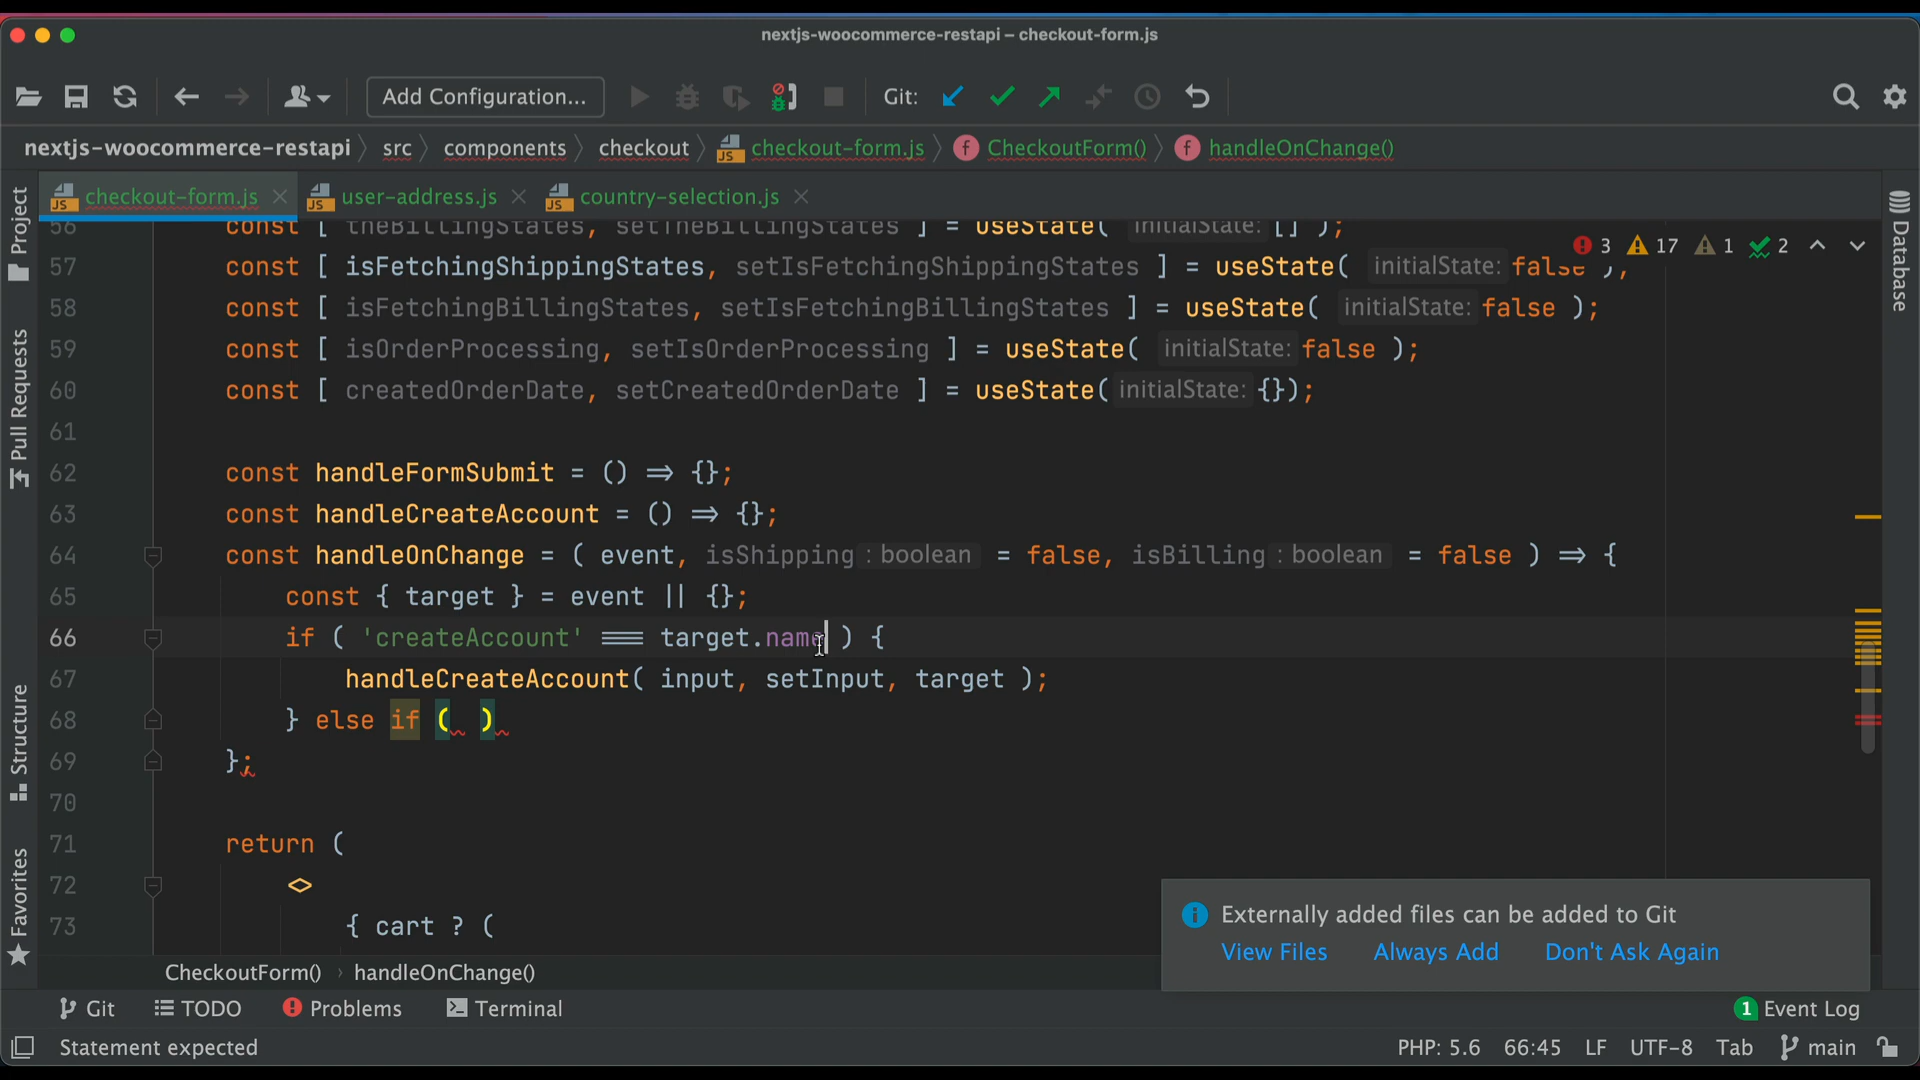 nextjs-woocommerce-restapi – checkout-form.js
Add Configuration...
Git:
nextjs-woocommerce-restapi
src
components
checkout
checkout-form.js
CheckoutForm()
handleOnChange()
checkout-form.js
user-address.js
country-selection.js
3
17
1
2
56 const [ theBillingStates, setTheBillingStates ] = useState( initialState: [] );
57 const [ isFetchingShippingStates, setIsFetchingShippingStates ] = useState( initialState: false );
58 const [ isFetchingBillingStates, setIsFetchingBillingStates ] = useState( initialState: false );
59 const [ isOrderProcessing, setIsOrderProcessing ] = useState( initialState: false );
60 const [ createdOrderDate, setCreatedOrderDate ] = useState( initialState: {});
61
62 const handleFormSubmit = () => {};
63 const handleCreateAccount = () => {};
64 const handleOnChange = ( event, isShipping : boolean = false, isBilling : boolean = false ) => {
65 const { target } = event || {};
66 if ( 'createAccount' === target.name ) {
67 handleCreateAccount( input, setInput, target );
68 } else if ( )
69 };
70
71 return (
72 <>
73 { cart ? (
Project
Pull Requests
Structure
Favorites
Database
Externally added files can be added to Git
View Files
Always Add
Don't Ask Again
CheckoutForm() › handleOnChange()
Git
TODO
Problems
Terminal
1 Event Log
Statement expected
PHP: 5.6
66:45
LF
UTF-8
Tab
main